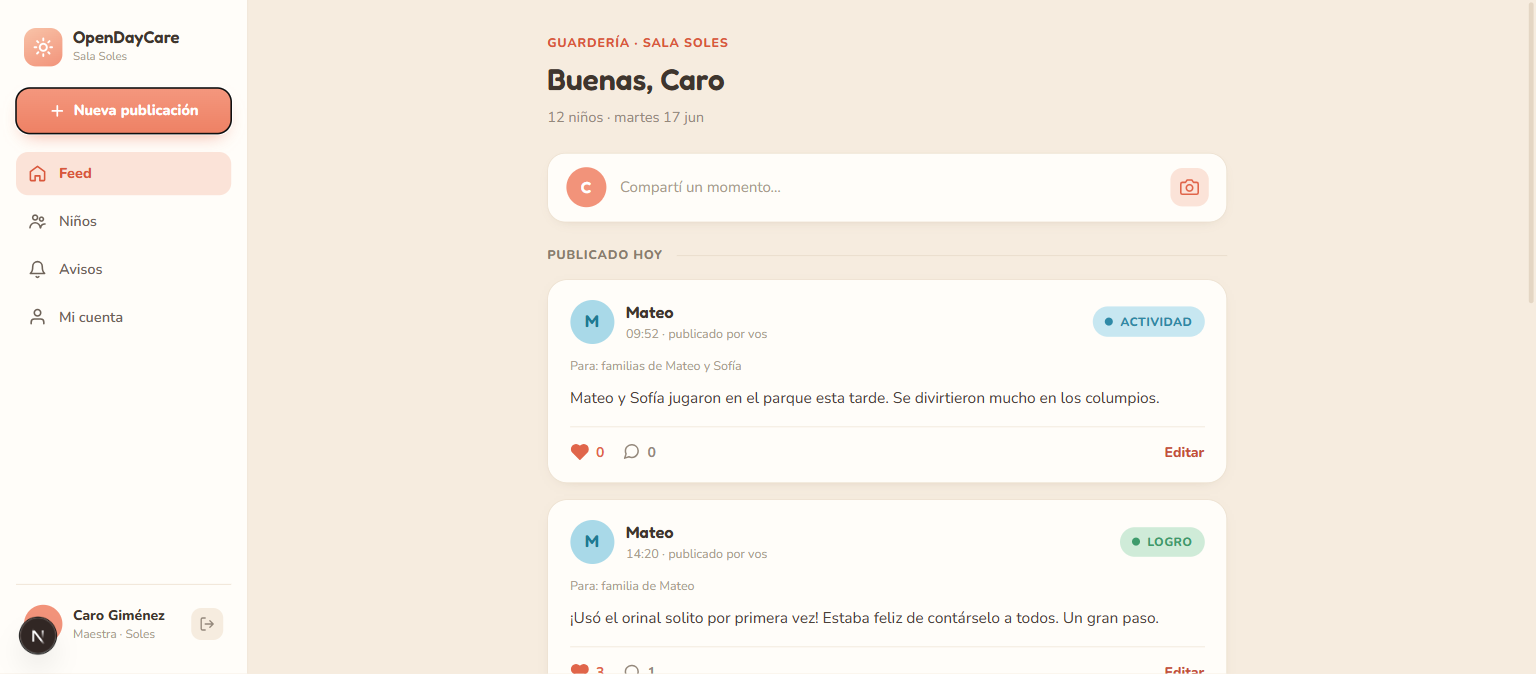 OpenDayCare
Sala Soles
+ Nueva publicación
Feed
Niños
Avisos
Mi cuenta
Caro Giménez
Maestra · Soles
N
GUARDERÍA · SALA SOLES
Buenas, Caro
12 niños · martes 17 jun
C
Compartí un momento...
PUBLICADO HOY
M
Mateo
09:52 · publicado por vos
ACTIVIDAD
Para: familias de Mateo y Sofía
Mateo y Sofía jugaron en el parque esta tarde. Se divirtieron mucho en los columpios.
0 0 Editar
M
Mateo
14:20 · publicado por vos
LOGRO
Para: familia de Mateo
¡Usó el orinal solito por primera vez! Estaba feliz de contárselo a todos. Un gran paso.
3 1 Editar